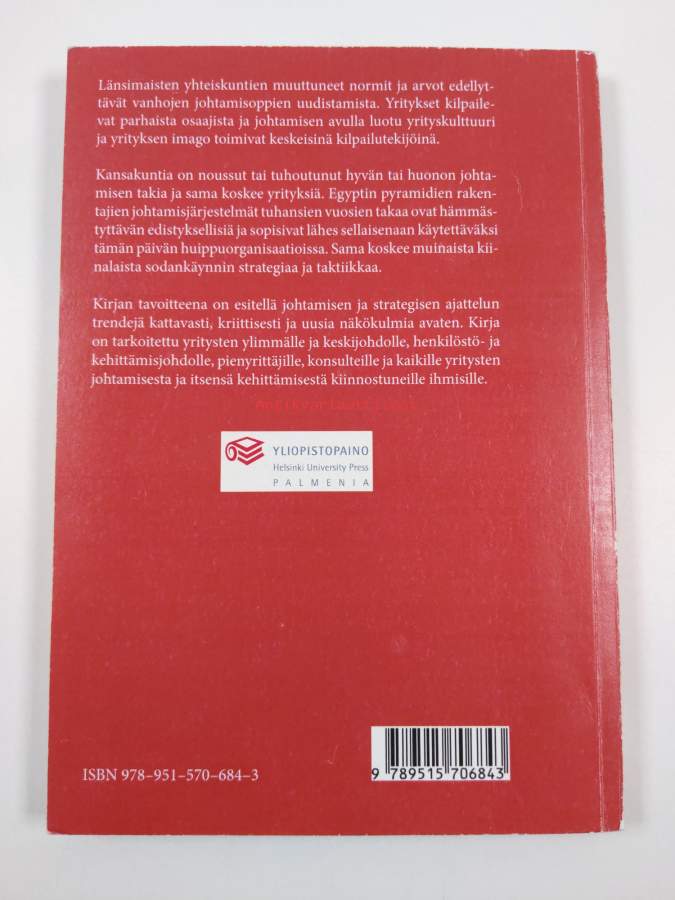 Länsimaisten yhteiskuntien muuttuneet normit ja arvot edellyt-
tävät vanhojen johtamisoppien uudistamista. Yritykset kilpaile-
vat parhaista osaajista ja johtamisen avulla luotu yrityskulttuuri
ja yrityksen imago toimivat keskeisinä kilpailutekijöinä.
Kansakuntia on noussut tai tuhoutunut hyvän tai huonon johta-
misen takia ja sama koskee yrityksiä. Egyptin pyramidien raken-
tajien johtamisjärjestelmät tuhansien vuosien takaa ovat hämmäs-
tyttävän edistyksellisiä ja sopisivat lähes sellaisenaan käytettäväksi
tämän päivän huippuorganisaatioissa. Sama koskee muinaista kii-
nalaista sodankäynnin strategiaa ja taktiikkaa.
Kirjan tavoitteena on esitellä johtamisen ja strategisen ajattelun
trendejä kattavasti, kriittisesti ja uusia näkökulmia avaten. Kirja
on tarkoitettu yritysten ylimmälle ja keskijohdolle, henkilöstö- ja
kehittämisjohdolle, pienyrittäjille, konsulteille ja kaikille yritysten
johtamisesta ja itsensä kehittämisestä kiinnostuneille ihmisille.
YLIOPISTOPAINO
Helsinki University Press
PALMENIA
ISBN 978–951–570–684–3
9 789515 706843